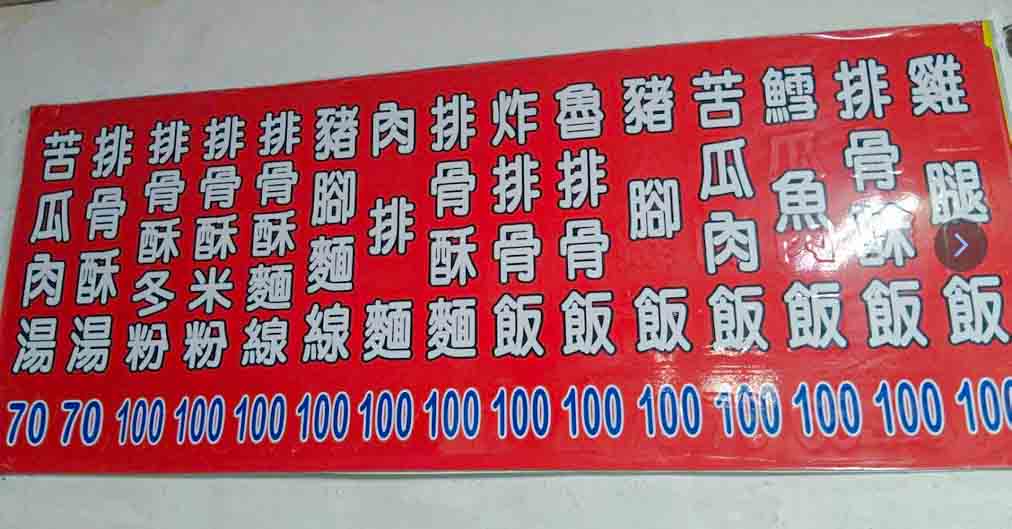 雞腿飯 100
排骨酥飯 100
鱈魚飯 100
苦瓜肉飯 100
豬腳飯 100
魯排骨飯 100
炸排骨飯 100
排骨酥麵 100
肉排麵 100
豬腳麵線 100
排骨酥麵線 100
排骨酥米粉 100
排骨酥冬粉 100
排骨酥湯 70
苦瓜肉湯 70